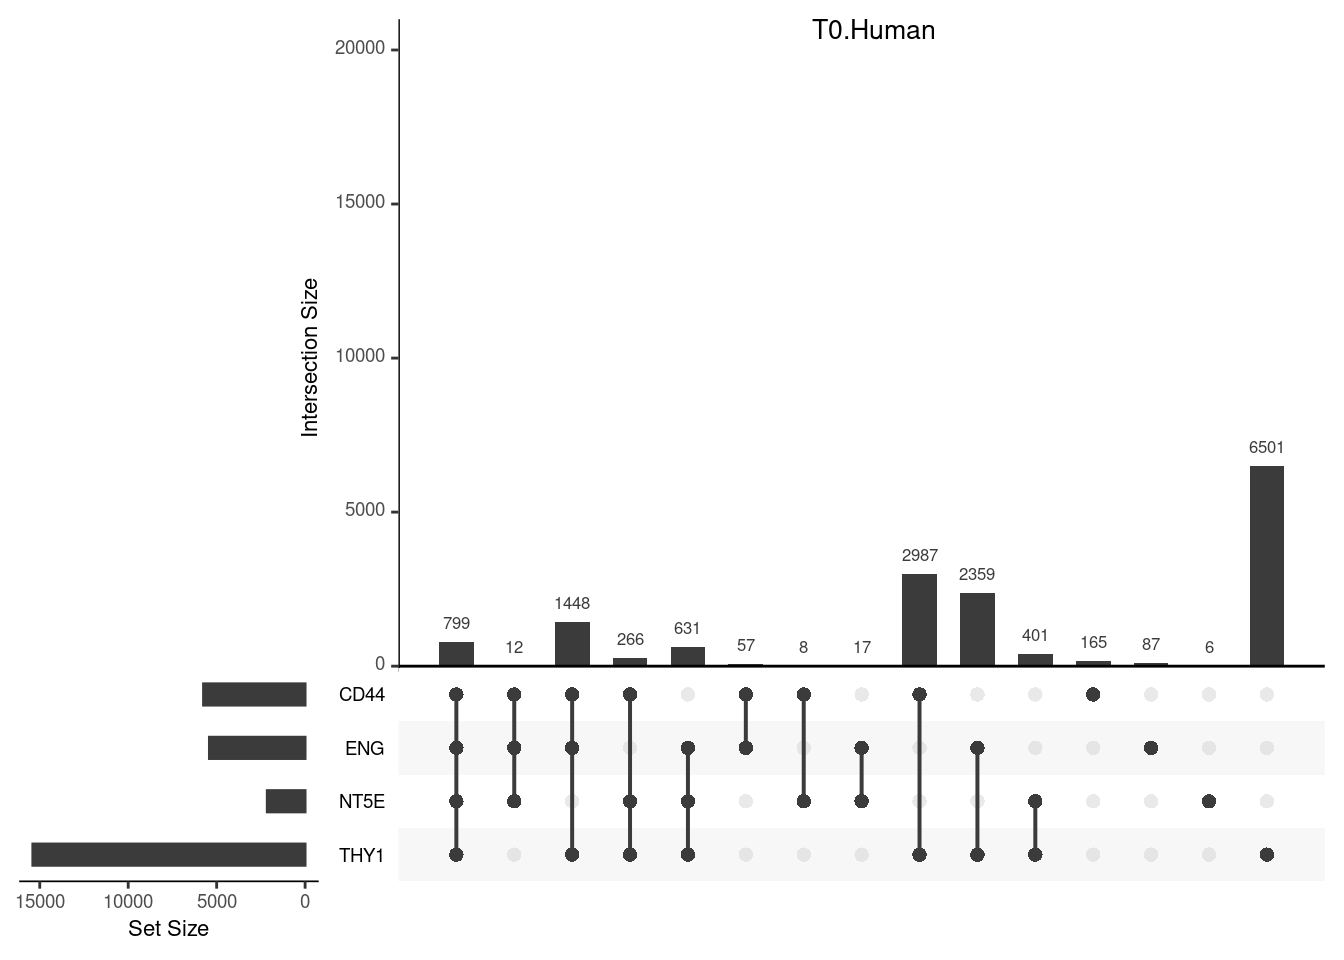 T0.Human
20000
15000
10000
5000
0
Intersection Size
799
12
1448
266
631
57
8
17
2987
2359
401
165
87
6
6501
CD44
ENG
NT5E
THY1
15000 10000 5000 0
Set Size